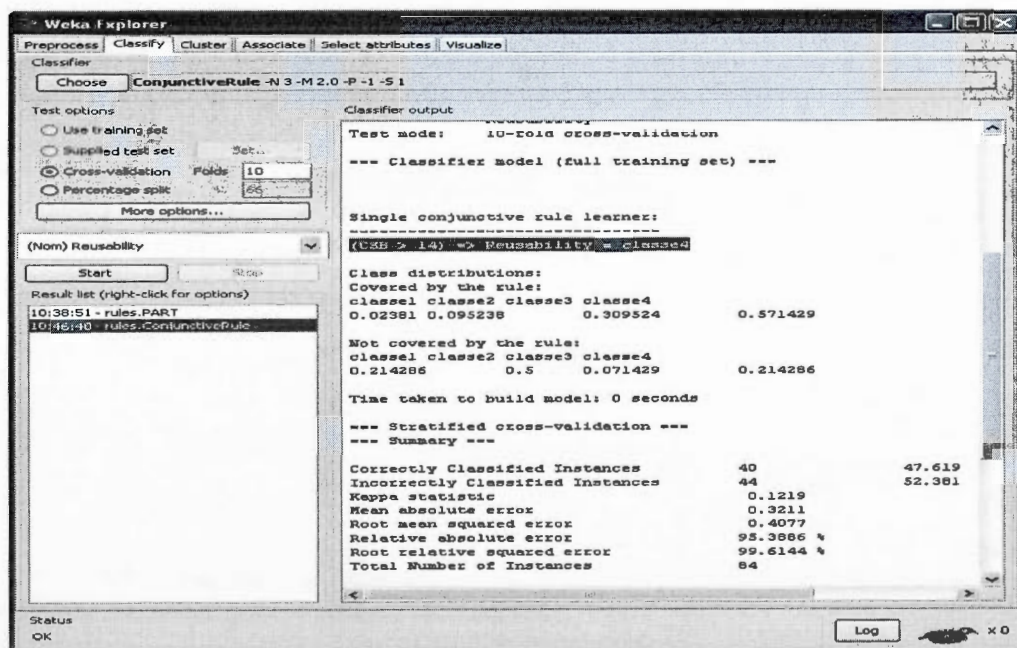 Weka Explorer
Preprocess Classify Cluster Associate Select attributes Visualize
Classifier
Choose ConjunctiveRule -N 3 -M 2.0 -P -1 -S 1
Test options
Use training set
Supplied test set Set...
Cross-validation Folds 10
Percentage split % 66
More options...
(Nom) Reusability
Start Stop
Result list (right-click for options)
10:38:51 - rules.PART
10:46:40 - rules.ConjunctiveRule
Classifier output
Reusability
Test mode: 10-fold cross-validation
=== Classifier model (full training set) ===
Single conjunctive rule learner:
--------------------------------
=> Reusability = classe4
Class distributions:
Covered by the rule:
classe1 classe2 classe3 classe4
0.02381 0.095238 0.309524 0.571429
Not covered by the rule:
classe1 classe2 classe3 classe4
0.214286 0.5 0.071429 0.214286
Time taken to build model: 0 seconds
=== Stratified cross-validation ===
=== Summary ===
Correctly Classified Instances 40 47.619
Incorrectly Classified Instances 44 52.381
Kappa statistic 0.1219
Mean absolute error 0.3211
Root mean squared error 0.4077
Relative absolute error 95.3886 %
Root relative squared error 99.6144 %
Total Number of Instances 84
Status
OK
Log
x 0